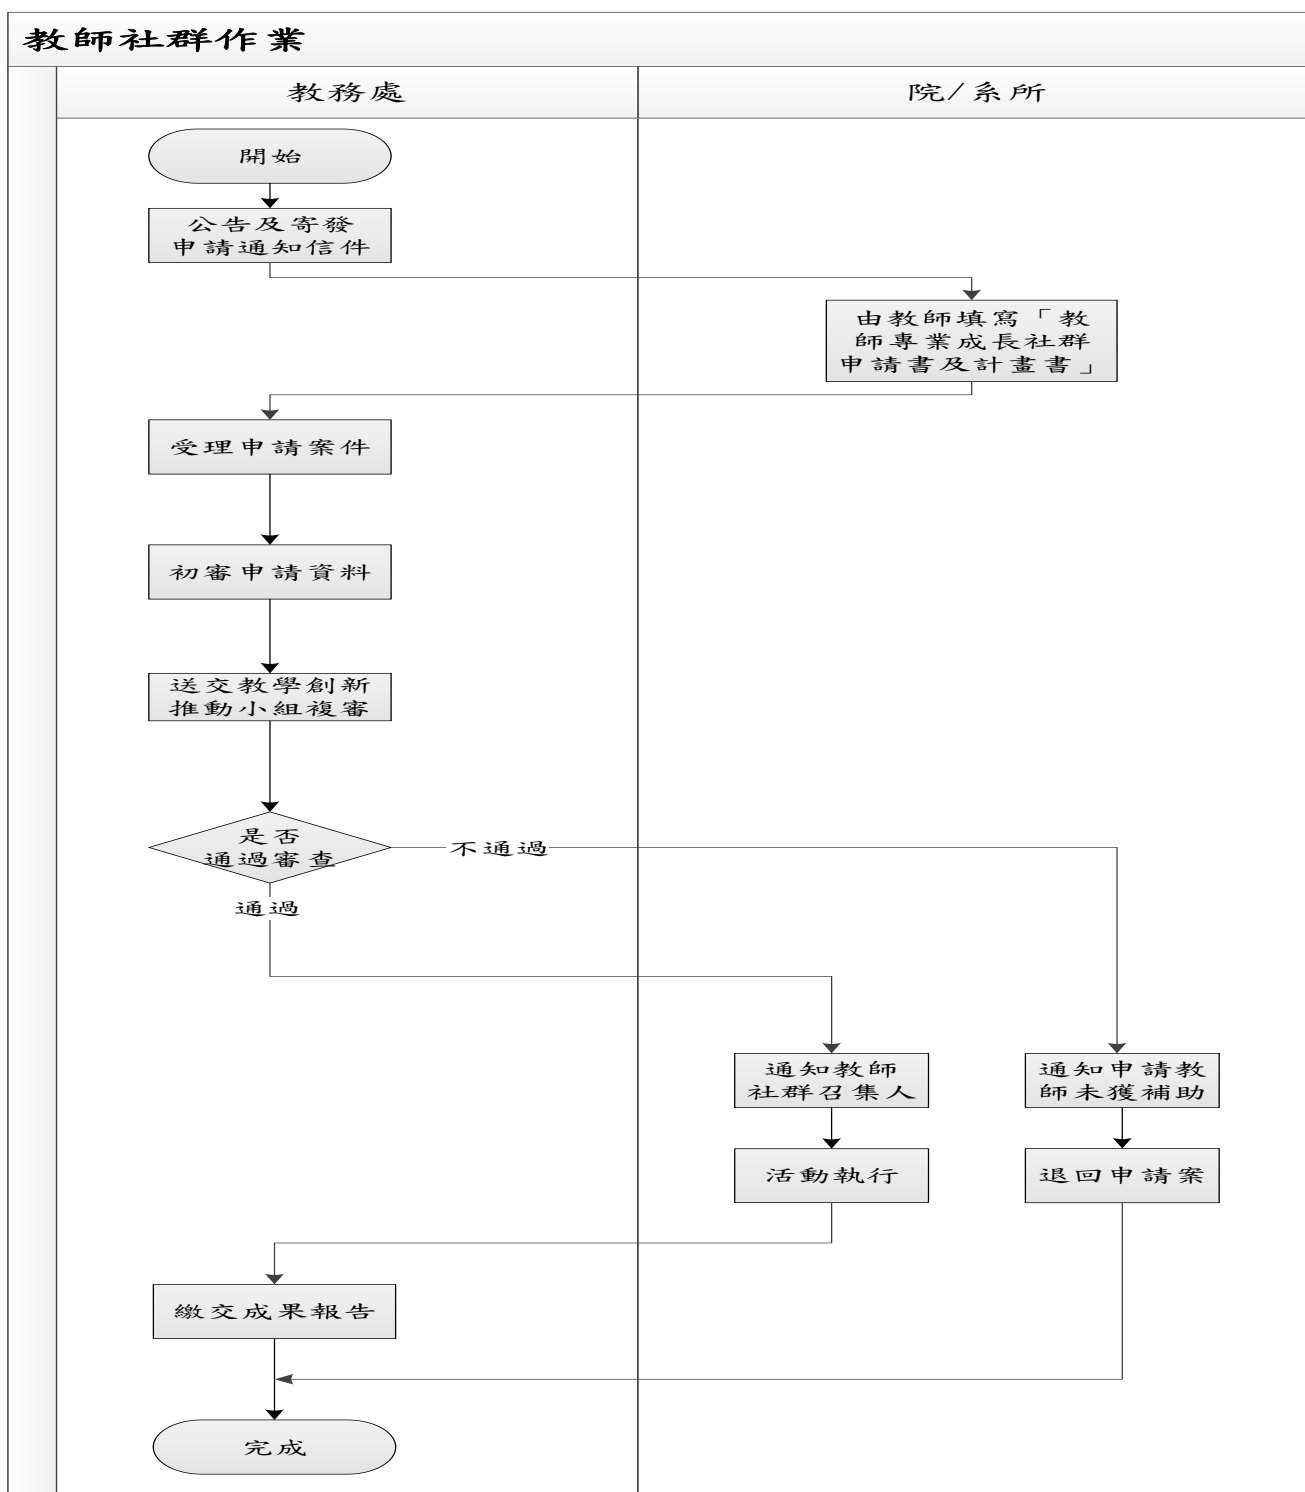 教師社群作業
教務處
院/系所
開始
公告及寄發
申請通知信件
由教師填寫「教
師專業成長社群
申請書及計畫書」
受理申請案件
初審申請資料
送交教學創新
推動小組複審
是否
通過審查
不通過
通過
通知教師
社群召集人
通知申請教
師未獲補助
活動執行
退回申請案
繳交成果報告
完成